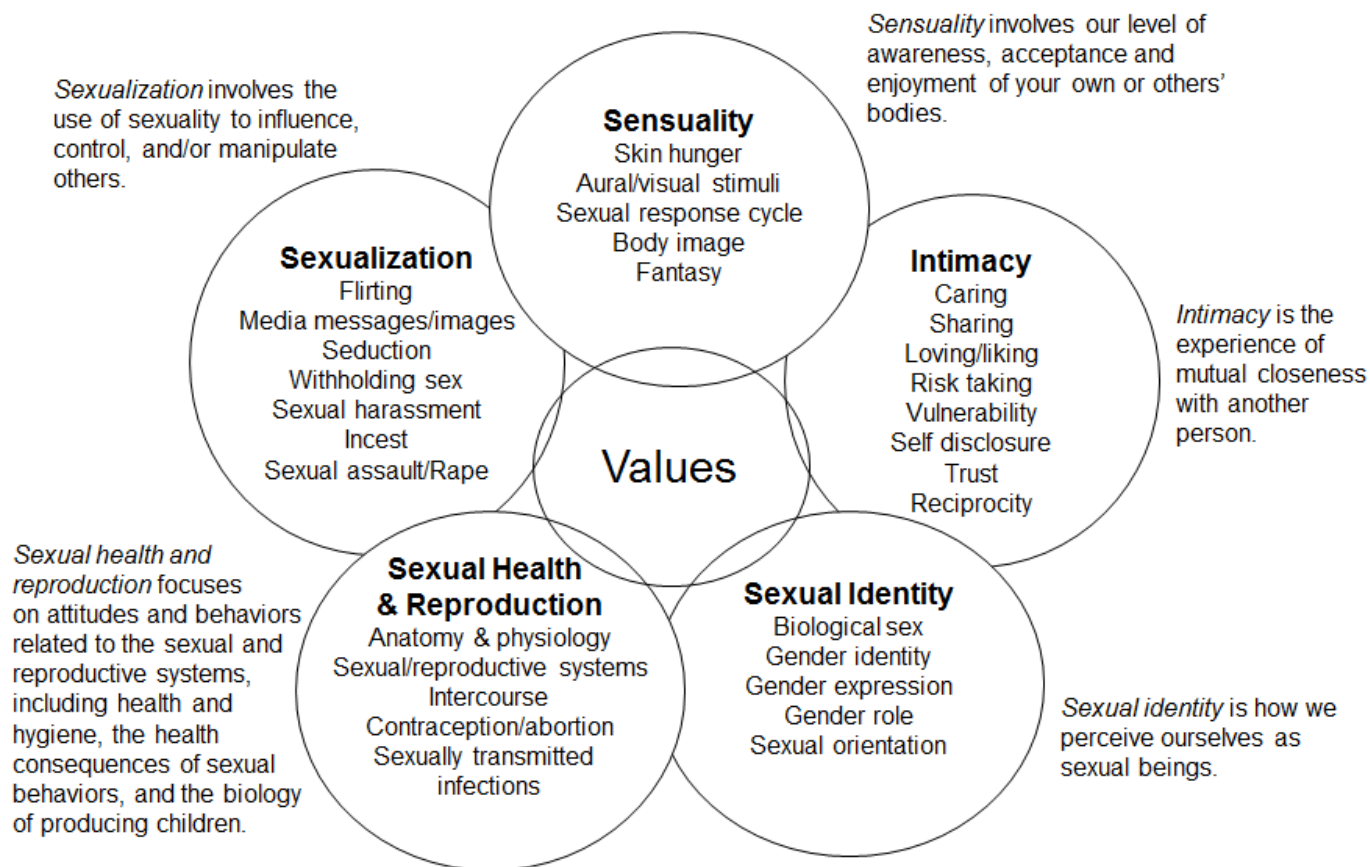 Sensuality involves our level of
awareness, acceptance and
enjoyment of your own or others’
bodies.
Sexualization involves the
use of sexuality to influence,
control, and/or manipulate
others.
Sensuality
Skin hunger
Aural/visual stimuli
Sexual response cycle
Body image
Fantasy
Sexualization
Flirting
Media messages/images
Seduction
Withholding sex
Sexual harassment
Incest
Sexual assault/Rape
Intimacy
Caring
Sharing
Loving/liking
Risk taking
Vulnerability
Self disclosure
Trust
Reciprocity
Intimacy is the
experience of
mutual closeness
with another
person.
Values
Sexual health and
reproduction focuses
on attitudes and behaviors
related to the sexual and
reproductive systems,
including health and
hygiene, the health
consequences of sexual
behaviors, and the biology
of producing children.
Sexual Health
& Reproduction
Anatomy & physiology
Sexual/reproductive systems
Intercourse
Contraception/abortion
Sexually transmitted
infections
Sexual Identity
Biological sex
Gender identity
Gender expression
Gender role
Sexual orientation
Sexual identity is how we
perceive ourselves as
sexual beings.